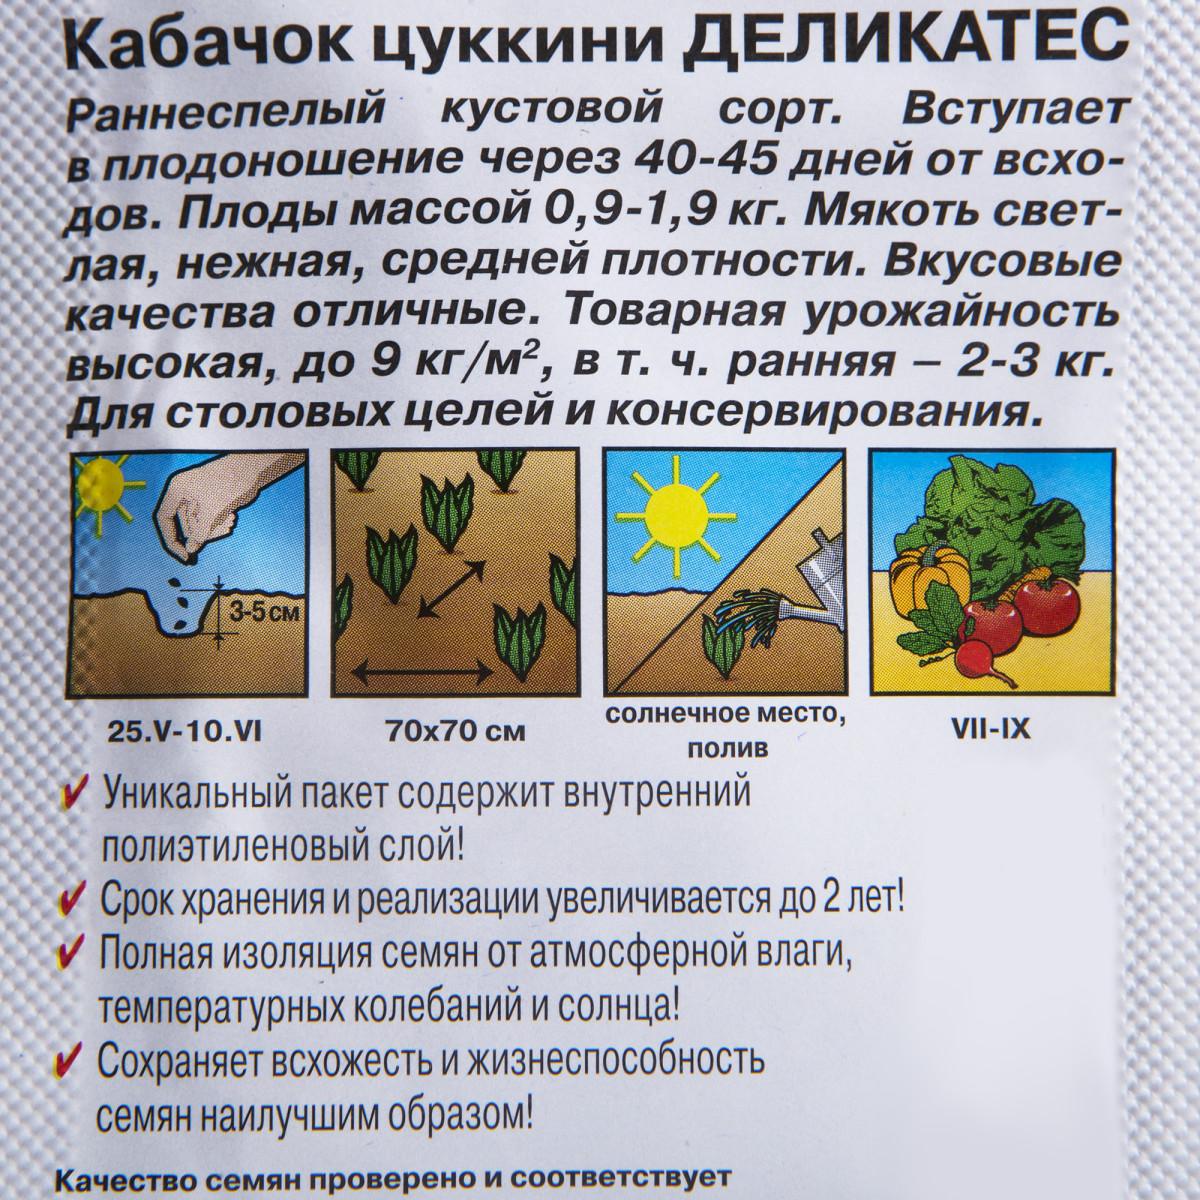 Кабачок цуккини ДЕЛИКАТЕС
Раннеспелый кустовой сорт. Вступает
в плодоношение через 40-45 дней от всхо-
дов. Плоды массой 0,9-1,9 кг. Мякоть свет-
лая, нежная, средней плотности. Вкусовые
качества отличные. Товарная урожайность
высокая, до 9 кг/м², в т. ч. ранняя – 2-3 кг.
Для столовых целей и консервирования.
3-5 см
25.V-10.VI
70х70 см
солнечное место,
полив
VII-IX
✓ Уникальный пакет содержит внутренний
полиэтиленовый слой!
✓ Срок хранения и реализации увеличивается до 2 лет!
✓ Полная изоляция семян от атмосферной влаги,
температурных колебаний и солнца!
✓ Сохраняет всхожесть и жизнеспособность
семян наилучшим образом!
Качество семян проверено и соответствует